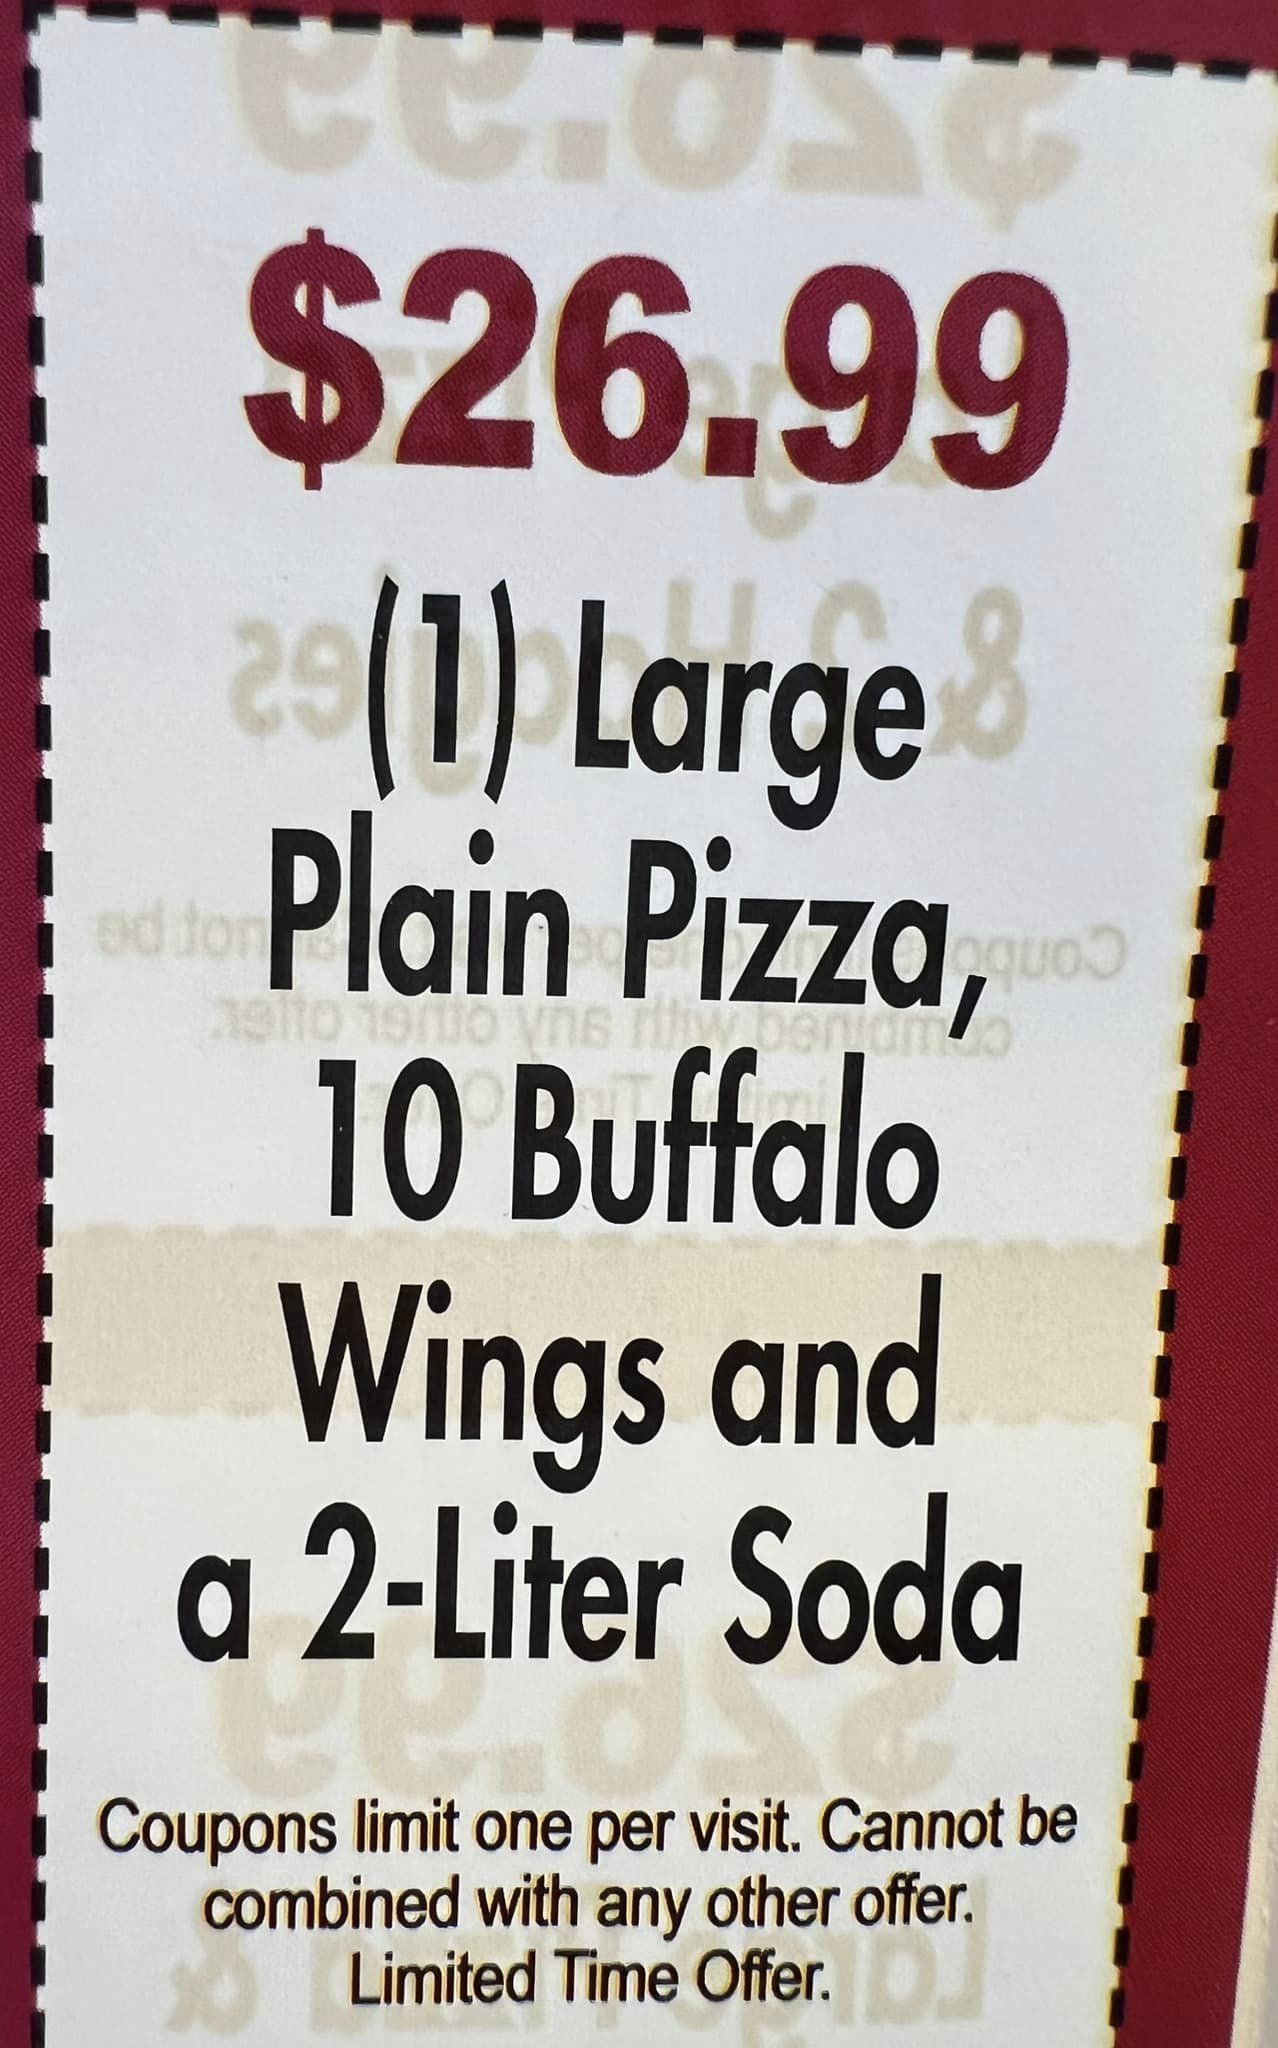 $26.99
(1) Large
Plain Pizza,
10 Buffalo
Wings and
a 2-Liter Soda
Coupons limit one per visit. Cannot be
combined with any other offer.
Limited Time Offer.